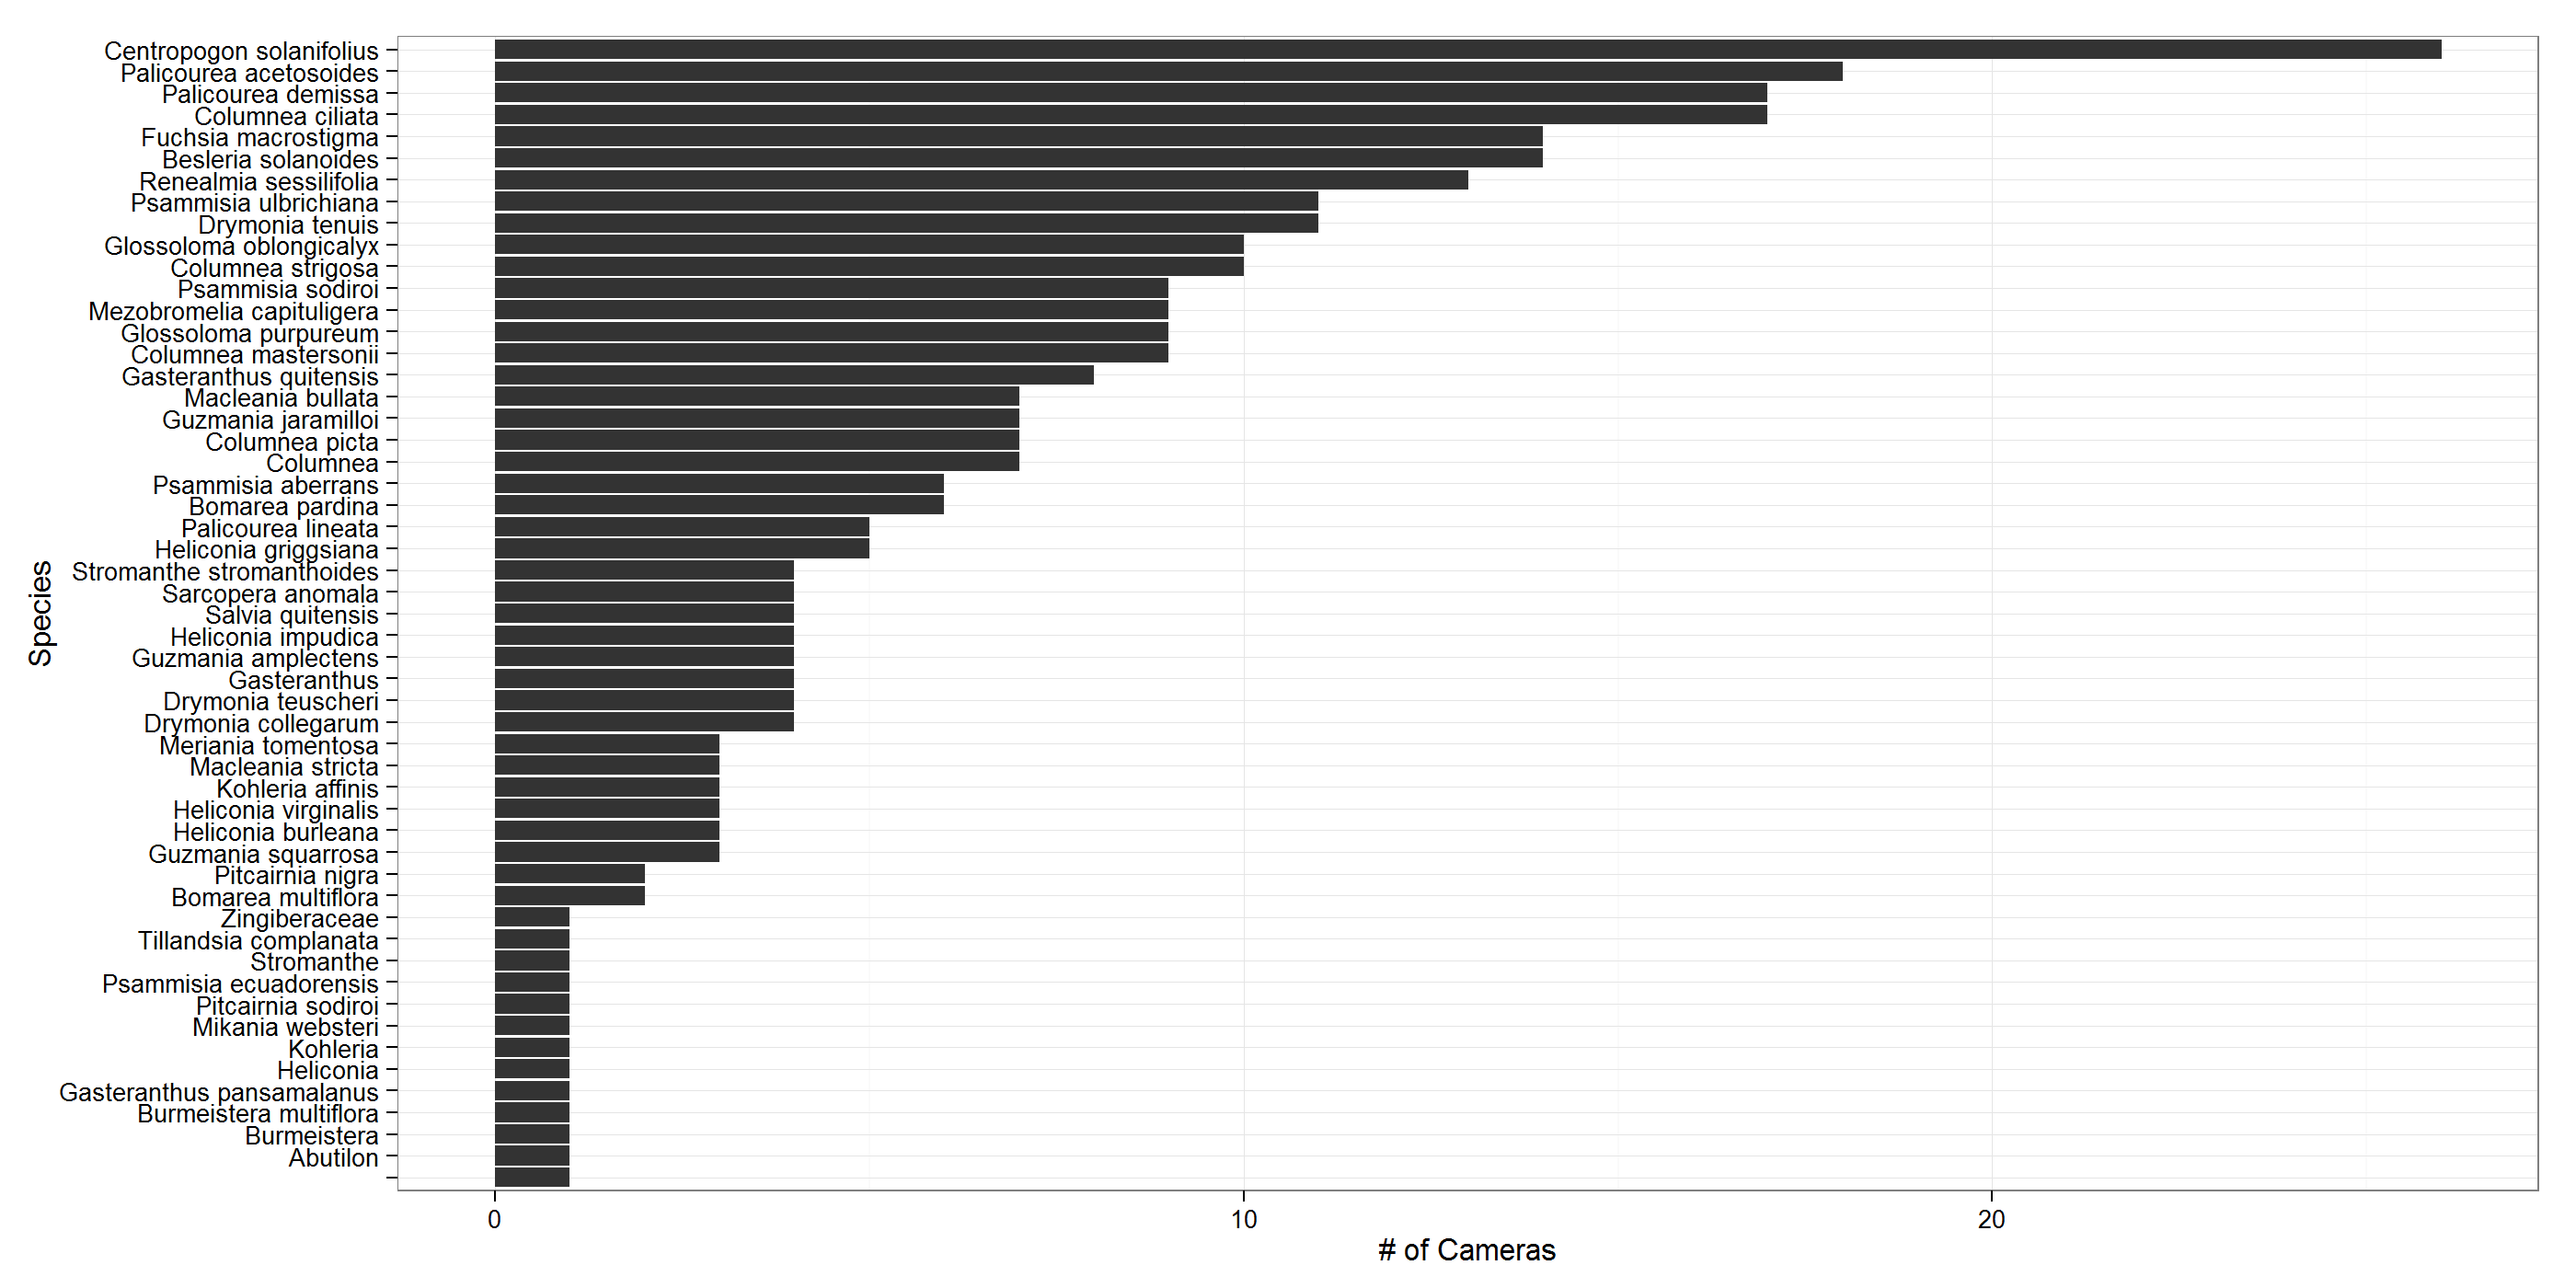 Centropogon solanifolius
Palicourea acetosoides
Palicourea demissa
Columnea ciliata
Fuchsia macrostigma
Besleria solanoides
Renealmia sessilifolia
Psammisia ulbrichiana
Drymonia tenuis
Glossoloma oblongicalyx
Columnea strigosa
Psammisia sodiroi
Mezobromelia capituligera
Glossoloma purpureum
Columnea mastersonii
Gasteranthus quitensis
Macleania bullata
Guzmania jaramilloi
Columnea picta
Columnea
Psammisia aberrans
Bomarea pardina
Palicourea lineata
Heliconia griggsiana
Stromanthe stromanthoides
Sarcopera anomala
Salvia quitensis
Heliconia impudica
Guzmania amplectens
Gasteranthus
Drymonia teuscheri
Drymonia collegarum
Meriania tomentosa
Macleania stricta
Kohleria affinis
Heliconia virginalis
Heliconia burleana
Guzmania squarrosa
Pitcairnia nigra
Bomarea multiflora
Zingiberaceae
Tillandsia complanata
Stromanthe
Psammisia ecuadorensis
Pitcairnia sodiroi
Mikania websteri
Kohleria
Heliconia
Gasteranthus pansamalanus
Burmeistera multiflora
Burmeistera
Abutilon
Species
0 10 20
# of Cameras